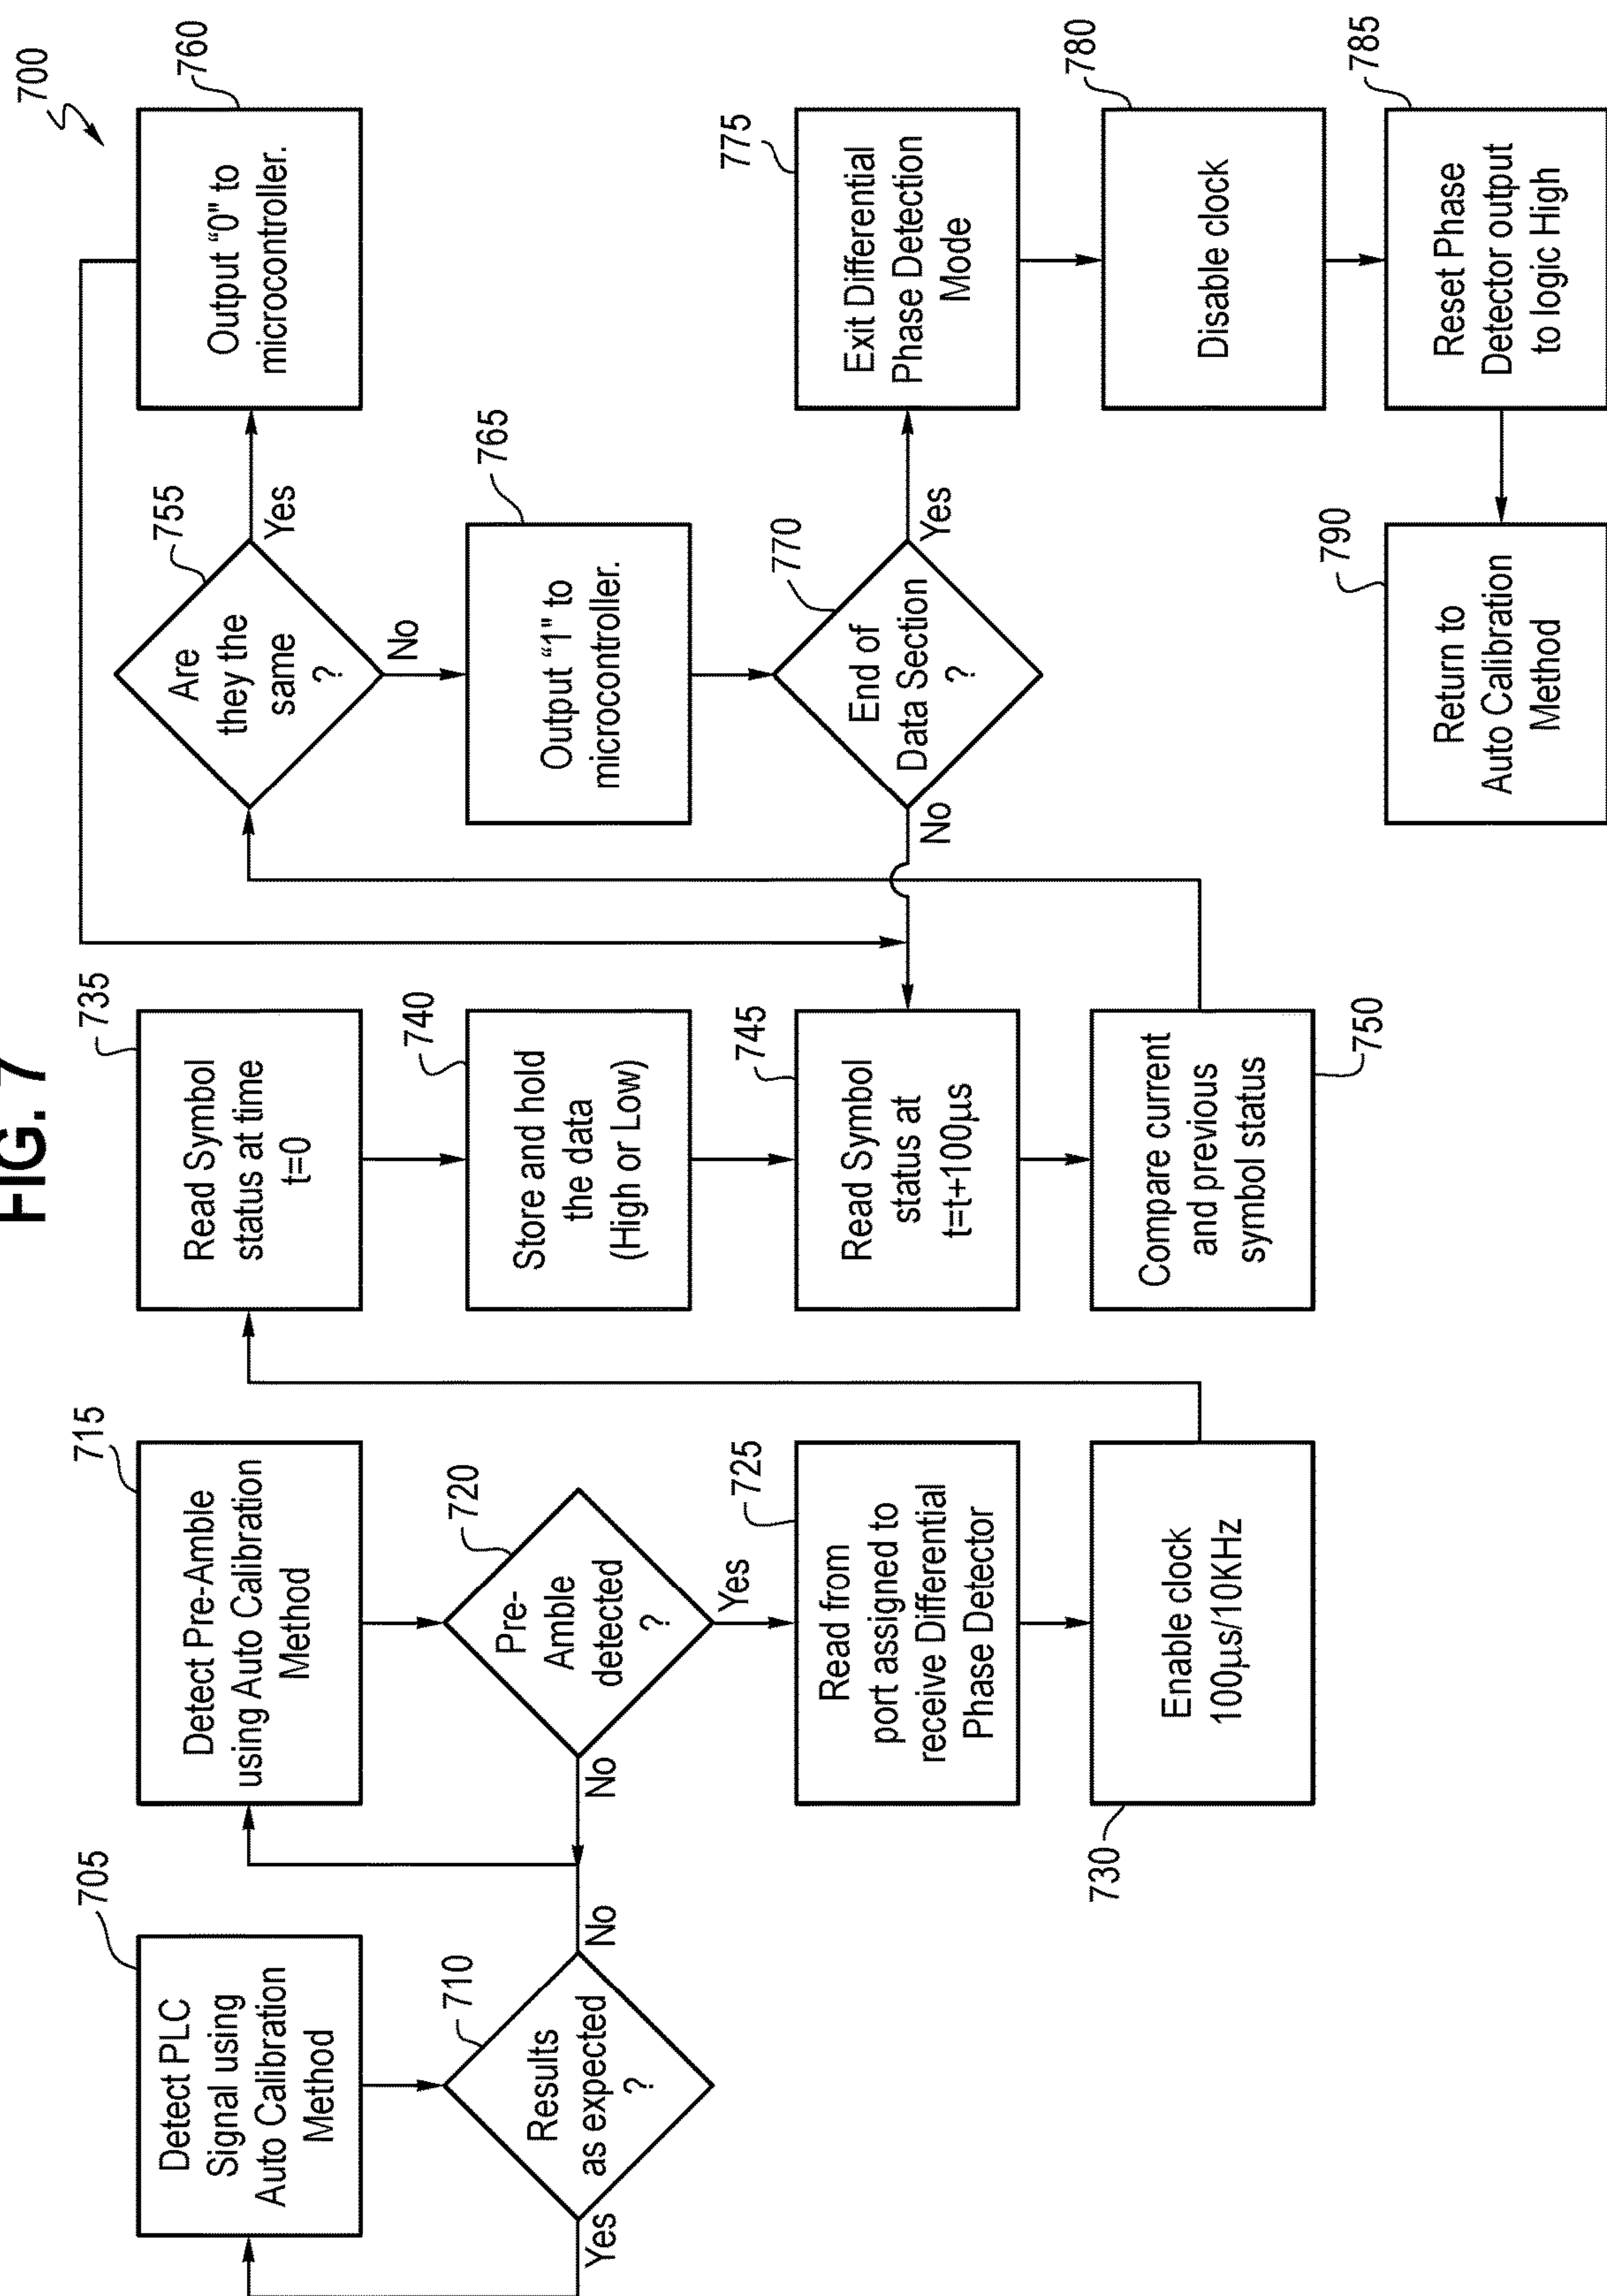 FIG. 7
700
705
Detect PLC
Signal using
Auto Calibration
Method
710
Results
as expected
?
Yes
No
715
Detect Pre-Amble
using Auto Calibration
Method
720
Pre-
Amble
detected
?
No
Yes
725
Read from
port assigned to
receive Differential
Phase Detector
730
Enable clock
100µs/10KHz
735
Read Symbol
status at time
t=0
740
Store and hold
the data
(High or Low)
745
Read Symbol
status at
t=t+100µs
750
Compare current
and previous
symbol status
755
Are
they the
same
?
Yes
No
760
Output “0" to
microcontroller.
765
Output “1" to
microcontroller.
770
End of
Data Section
?
No
Yes
775
Exit Differential
Phase Detection
Mode
780
Disable clock
785
Reset Phase
Detector output
to logic High
790
Return to
Auto Calibration
Method